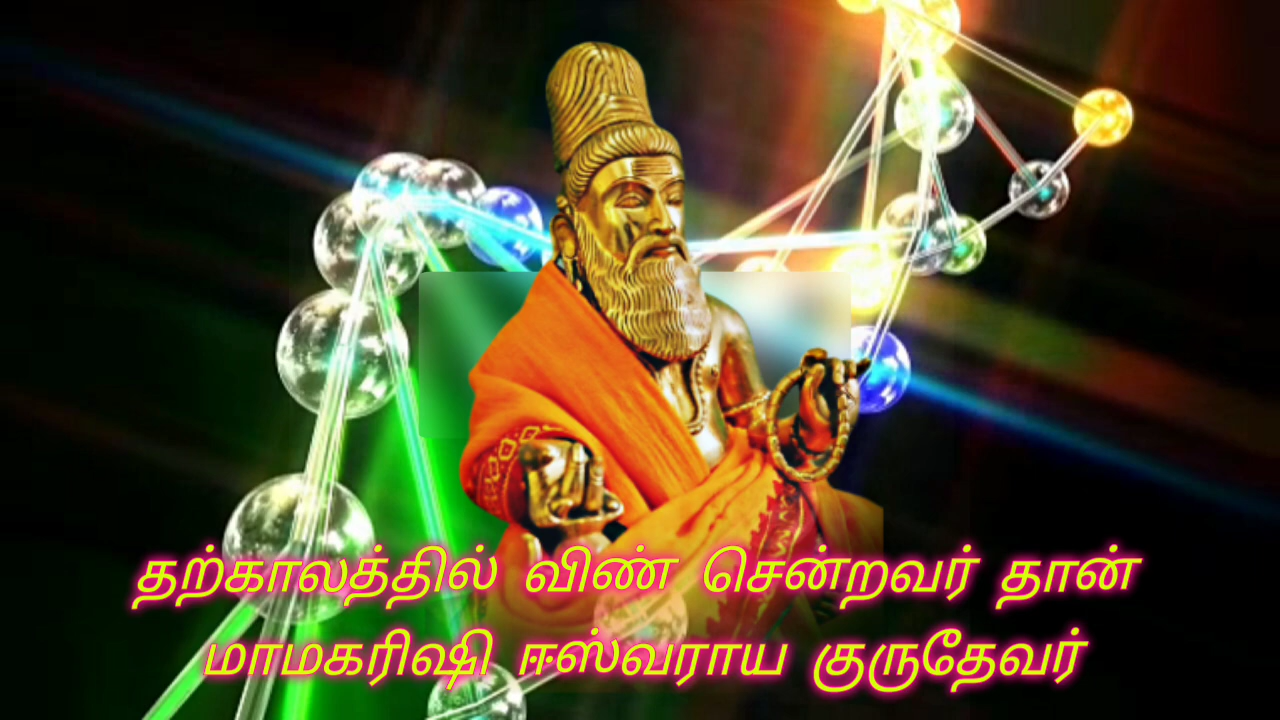 தற்காலத்தில் விண் சென்றவர் தான்
மாமகரிஷி ஈஸ்வராய குருதேவர்